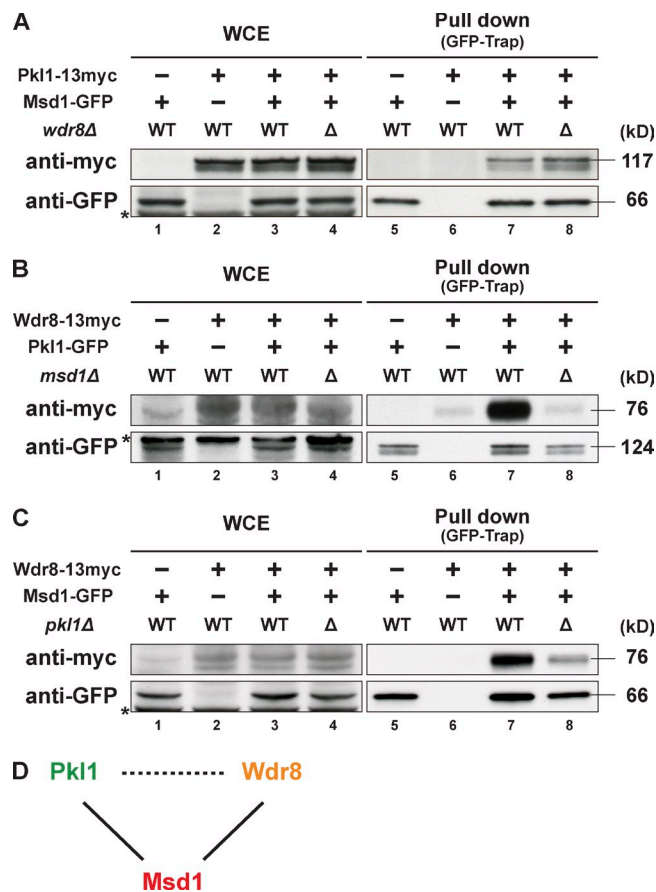 A
WCE Pull down
(GFP-Trap)
Pkl1-13myc – + + + – + + +
Msd1-GFP + – + + + – + +
wdr8Δ WT WT WT Δ WT WT WT Δ (kD)
anti-myc 117
anti-GFP 66
*
1 2 3 4 5 6 7 8
B
WCE Pull down
(GFP-Trap)
Wdr8-13myc – + + + – + + +
Pkl1-GFP + – + + + – + +
msd1Δ WT WT WT Δ WT WT WT Δ (kD)
anti-myc 76
anti-GFP * 124
1 2 3 4 5 6 7 8
C
WCE Pull down
(GFP-Trap)
Wdr8-13myc – + + + – + + +
Msd1-GFP + – + + + – + +
pkl1Δ WT WT WT Δ WT WT WT Δ (kD)
anti-myc 76
anti-GFP 66
*
1 2 3 4 5 6 7 8
D Pkl1 Wdr8
Msd1